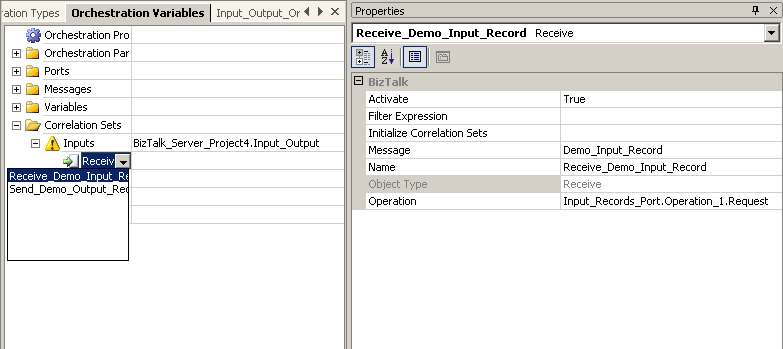 ration Types
Orchestration Variables
Input_Output_Or
Orchestration Pro
Orchestration Par
Ports
Messages
Variables
Correlation Sets
Inputs BizTalk_Server_Project4.Input_Output
Receiv
Receive_Demo_Input_Re
Send_Demo_Output_Rec
Properties
Receive_Demo_Input_Record Receive
BizTalk
Activate True
Filter Expression
Initialize Correlation Sets
Message Demo_Input_Record
Name Receive_Demo_Input_Record
Object Type Receive
Operation Input_Records_Port.Operation_1.Request